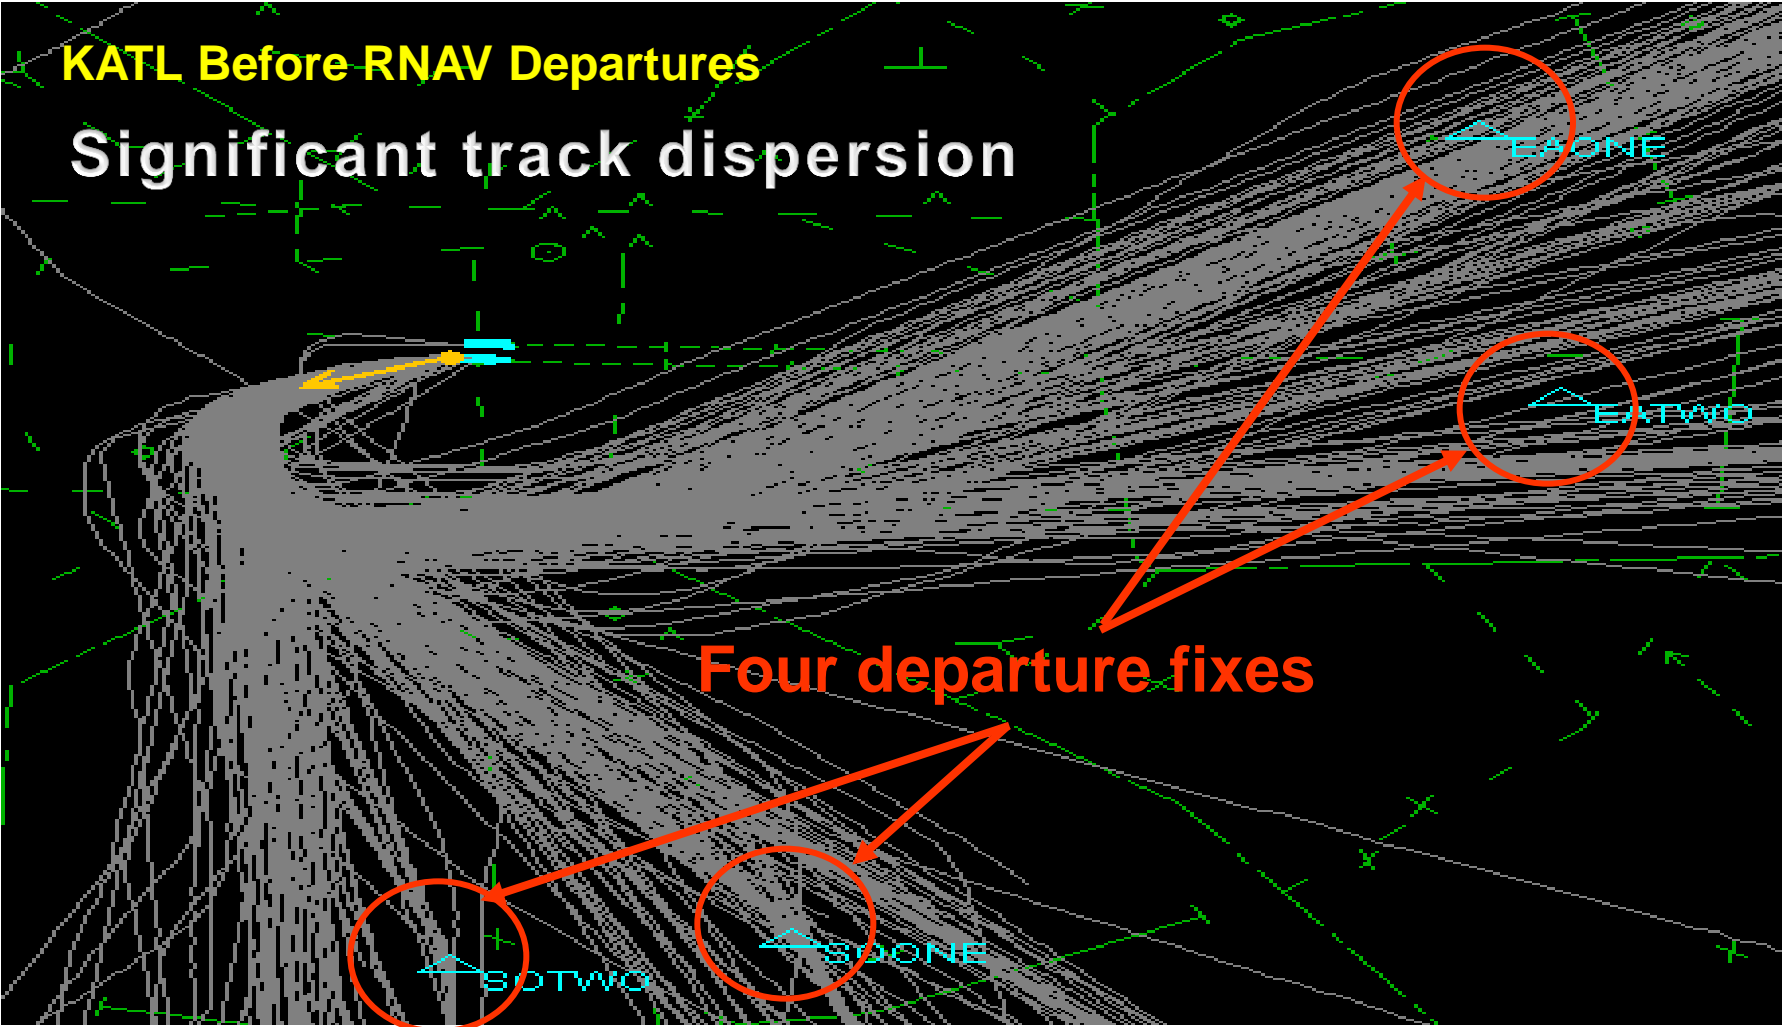 KATL Before RNAV Departures
Significant track dispersion
EAONE
EATWO
Four departure fixes
SOONE
SOTWO